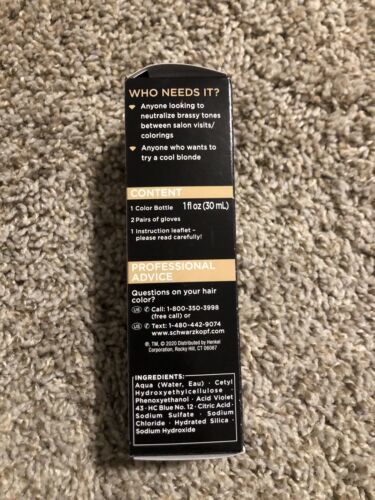 WHO NEEDS IT?
Anyone looking to
neutralize brassy tones
between salon visits/
colorings
Anyone who wants to
try a cool blonde
CONTENT
1 Color Bottle 1 fl oz (30 mL)
2 Pairs of gloves
1 Instruction leaflet –
please read carefully!
PROFESSIONAL
ADVICE
Questions on your hair
color?
US Call: 1-800-350-3998
(free call) or
US Text: 1-480-442-9074
www.schwarzkopf.com
®, TM, © 2020 Distributed by Henkel
Corporation, Rocky Hill, CT 06067
INGREDIENTS:
Aqua (Water, Eau) · Cetyl
Hydroxyethylcellulose ·
Phenoxyethanol · Acid Violet
43 · HC Blue No. 12 · Citric Acid ·
Sodium Sulfate · Sodium
Chloride · Hydrated Silica ·
Sodium Hydroxide